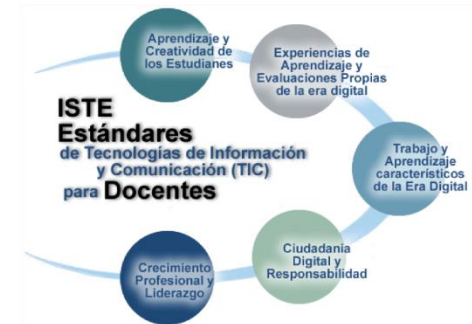 Aprendizaje y
Creatividad de
los Estudianes
Experiencias de
Aprendizaje y
Evaluaciones Propias
de la era digital
ISTE
Estándares
de Tecnologías de Información
y Comunicación (TIC)
para Docentes
Trabajo y
Aprendizaje
característicos
de la Era Digital
Ciudadanía
Digital y
Responsabilidad
Crecimiento
Profesional y
Liderazgo